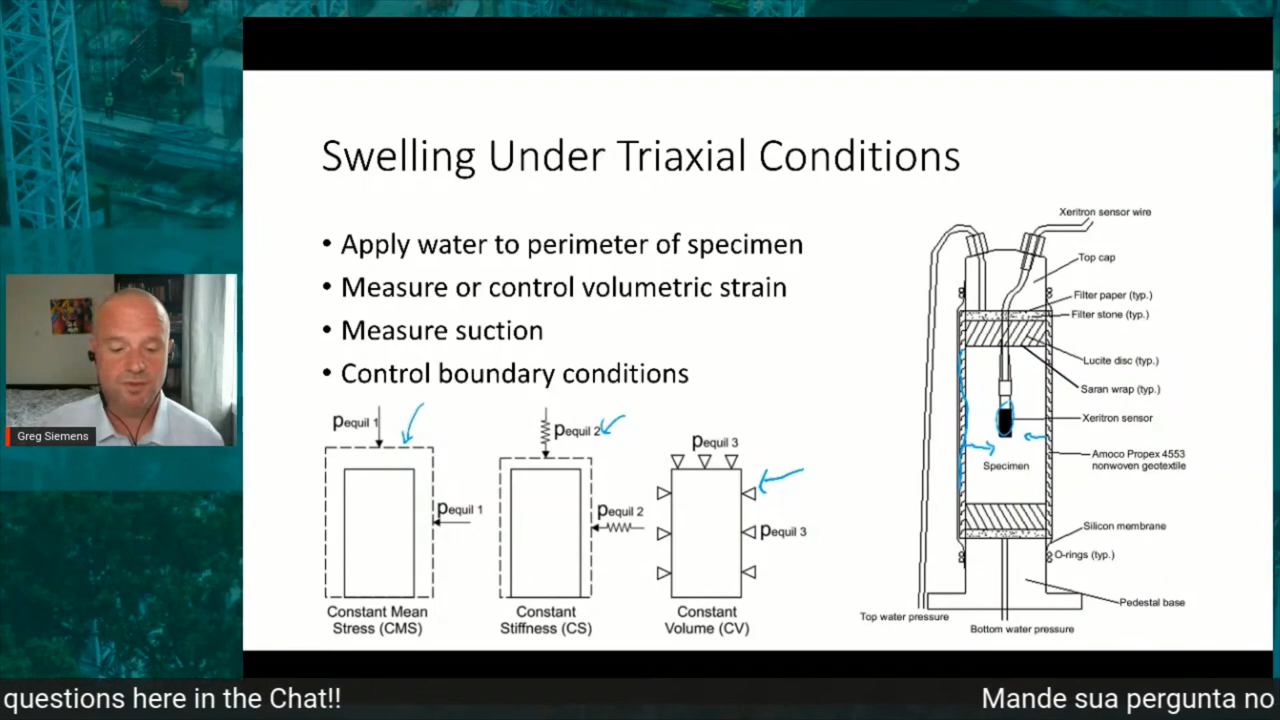 Swelling Under Triaxial Conditions
• Apply water to perimeter of specimen
• Measure or control volumetric strain
• Measure suction
• Control boundary conditions
pequil 1
pequil 1
Constant Mean
Stress (CMS)
pequil 2
pequil 2
Constant
Stiffness (CS)
pequil 3
pequil 3
Constant
Volume (CV)
Xeritron sensor wire
Top cap
Filter paper (typ.)
Filter stone (typ.)
Lucite disc (typ.)
Saran wrap (typ.)
Xeritron sensor
Amoco Propex 4553
nonwoven geotextile
Specimen
Silicon membrane
O-rings (typ.)
Pedestal base
Top water pressure
Bottom water pressure
Greg Siemens
questions here in the Chat!!
Mande sua pergunta no